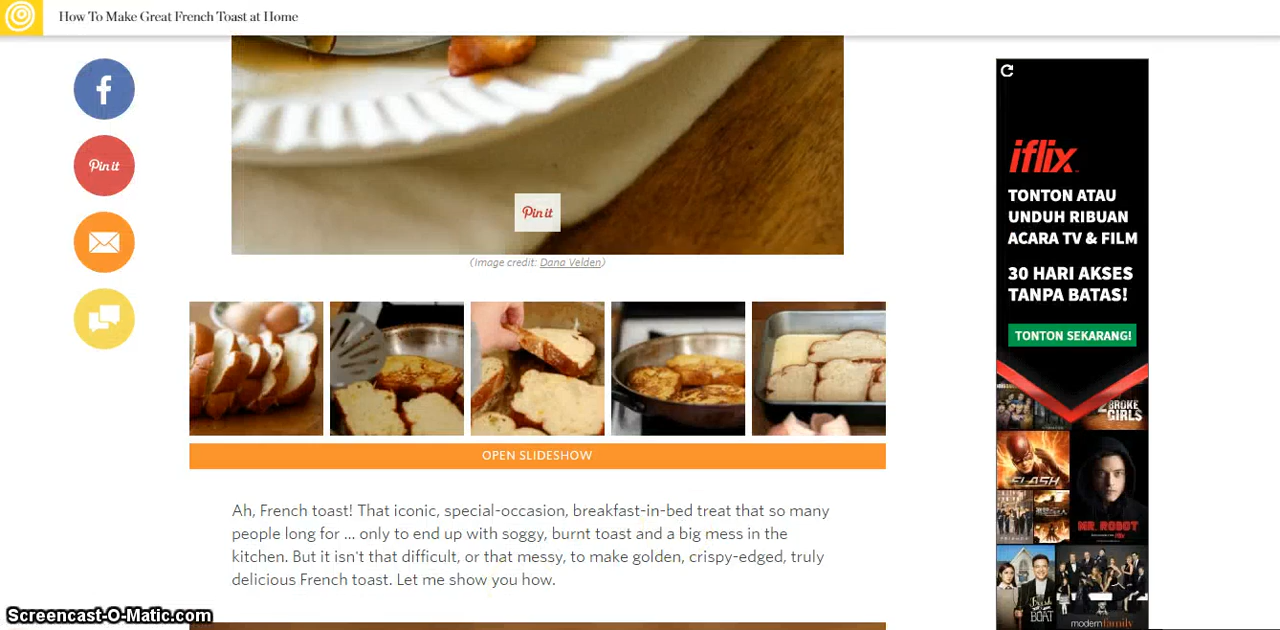 How To Make Great French Toast at Home
f
Pin it
Pin it
(Image credit: Dana Velden)
OPEN SLIDESHOW
Ah, French toast! That iconic, special-occasion, breakfast-in-bed treat that so many
people long for ... only to end up with soggy, burnt toast and a big mess in the
kitchen. But it isn't that difficult, or that messy, to make golden, crispy-edged, truly
delicious French toast. Let me show you how.
iflix
TONTON ATAU
UNDUH RIBUAN
ACARA TV & FILM
30 HARI AKSES
TANPA BATAS!
TONTON SEKARANG!
2 BROKE
GIRLS
FLASH
FRIENDS
MR. ROBOT
Fresh
off the
BOAT
modern family
Screencast-O-Matic.com